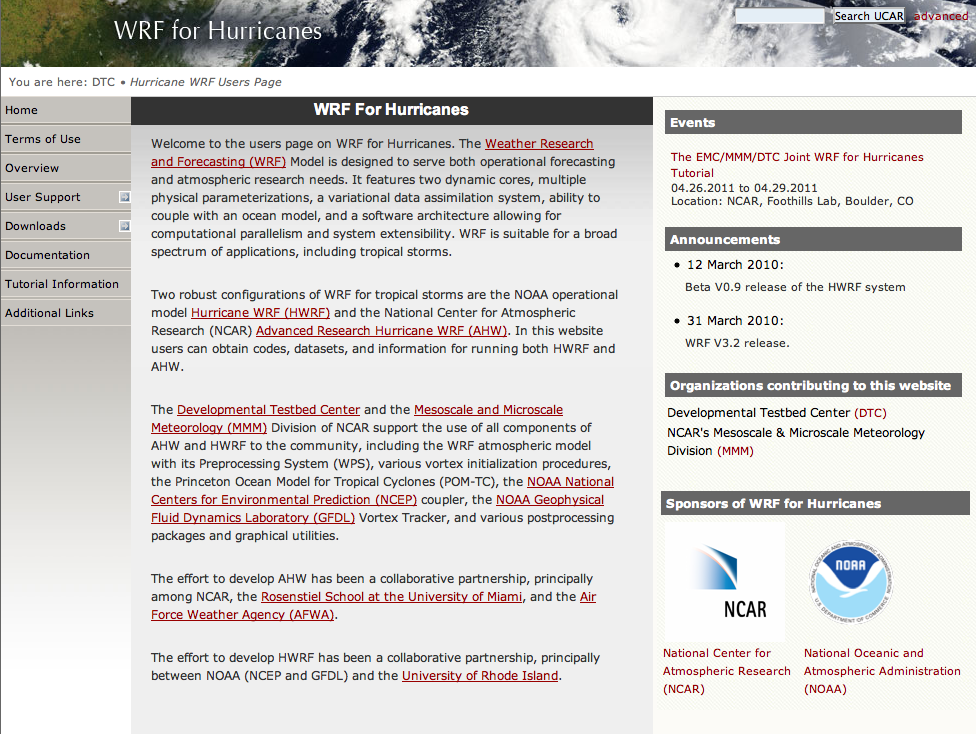 WRF for Hurricanes
Search UCAR advanced
You are here: DTC • Hurricane WRF Users Page
Home
Terms of Use
Overview
User Support
Downloads
Documentation
Tutorial Information
Additional Links
WRF For Hurricanes
Welcome to the users page on WRF for Hurricanes. The Weather Research
and Forecasting (WRF) Model is designed to serve both operational forecasting
and atmospheric research needs. It features two dynamic cores, multiple
physical parameterizations, a variational data assimilation system, ability to
couple with an ocean model, and a software architecture allowing for
computational parallelism and system extensibility. WRF is suitable for a broad
spectrum of applications, including tropical storms.
Two robust configurations of WRF for tropical storms are the NOAA operational
model Hurricane WRF (HWRF) and the National Center for Atmospheric
Research (NCAR) Advanced Research Hurricane WRF (AHW). In this website
users can obtain codes, datasets, and information for running both HWRF and
AHW.
The Developmental Testbed Center and the Mesoscale and Microscale
Meteorology (MMM) Division of NCAR support the use of all components of
AHW and HWRF to the community, including the WRF atmospheric model
with its Preprocessing System (WPS), various vortex initialization procedures,
the Princeton Ocean Model for Tropical Cyclones (POM-TC), the NOAA National
Centers for Environmental Prediction (NCEP) coupler, the NOAA Geophysical
Fluid Dynamics Laboratory (GFDL) Vortex Tracker, and various postprocessing
packages and graphical utilities.
The effort to develop AHW has been a collaborative partnership, principally
among NCAR, the Rosenstiel School at the University of Miami, and the Air
Force Weather Agency (AFWA).
The effort to develop HWRF has been a collaborative partnership, principally
between NOAA (NCEP and GFDL) and the University of Rhode Island.
Events
The EMC/MMM/DTC Joint WRF for Hurricanes
Tutorial
04.26.2011 to 04.29.2011
Location: NCAR, Foothills Lab, Boulder, CO
Announcements
• 12 March 2010:
Beta V0.9 release of the HWRF system
• 31 March 2010:
WRF V3.2 release.
Organizations contributing to this website
Developmental Testbed Center (DTC)
NCAR's Mesoscale & Microscale Meteorology
Division (MMM)
Sponsors of WRF for Hurricanes
NCAR
NATIONAL OCEANIC AND ATMOSPHERIC ADMINISTRATION
NOAA
U.S. DEPARTMENT OF COMMERCE
National Center for
Atmospheric Research
(NCAR)
National Oceanic and
Atmospheric Administration
(NOAA)